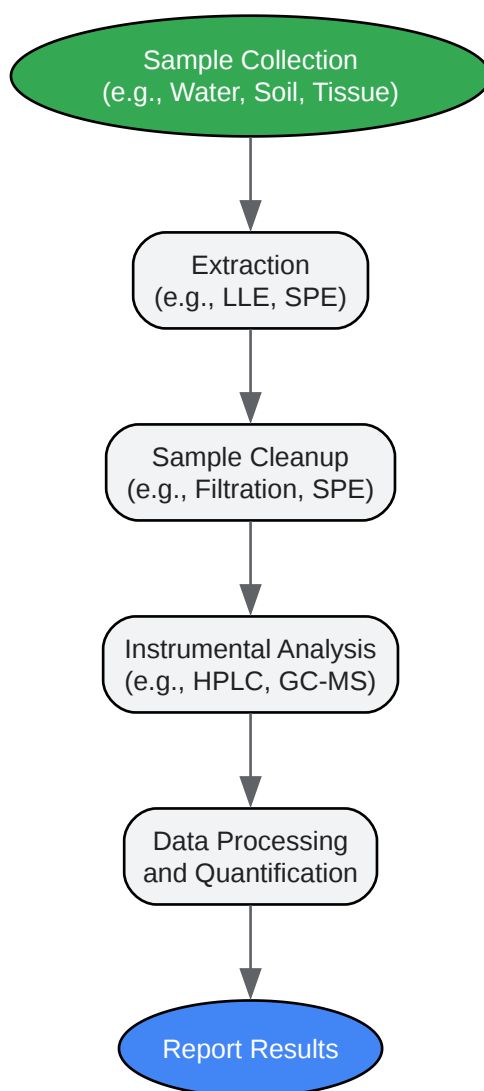 Sample Collection
(e.g., Water, Soil, Tissue)
Extraction
(e.g., LLE, SPE)
Sample Cleanup
(e.g., Filtration, SPE)
Instrumental Analysis
(e.g., HPLC, GC-MS)
Data Processing
and Quantification
Report Results